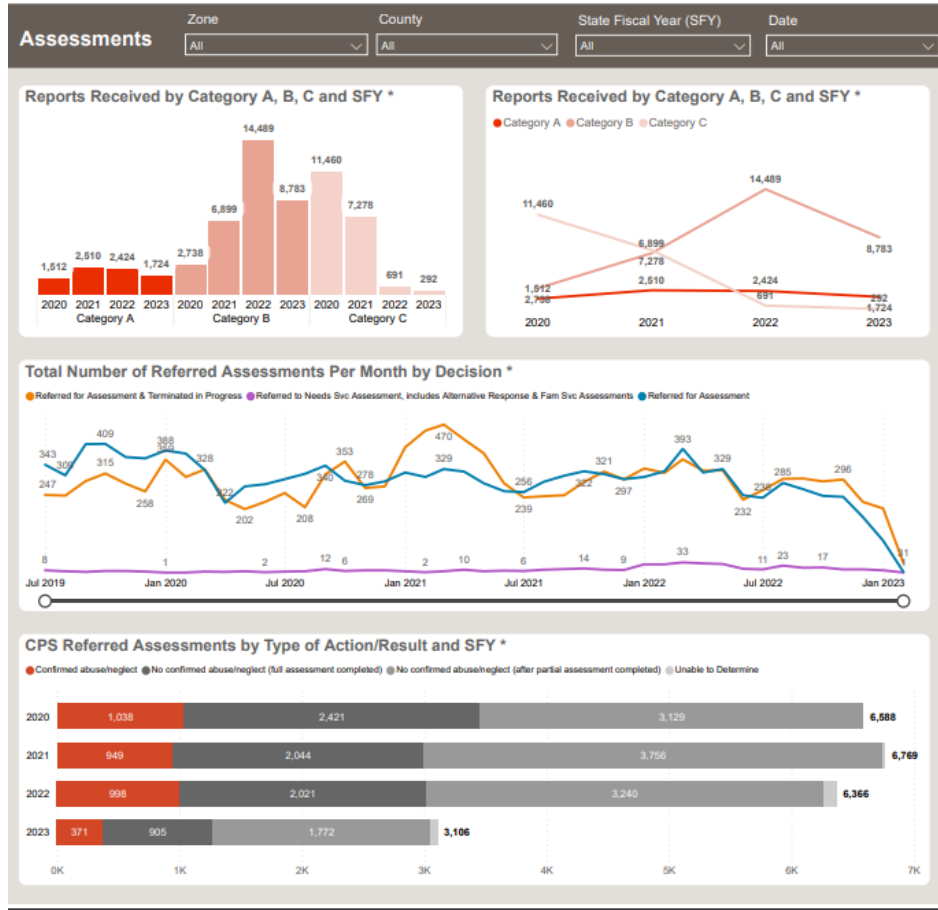 Assessments
Zone County State Fiscal Year (SFY) Date
All All All All
Reports Received by Category A, B, C and SFY *
14,489
11,460
8,783
6,899 7,278
1,512 2,510 2,424 1,724 2,738
691 292
2020 2021 2022 2023 2020 2021 2022 2023 2020 2021 2022 2023
Category A Category B Category C
Reports Received by Category A, B, C and SFY *
Category A Category B Category C
14,489
11,460
6,899 8,783
7,278
1,512 2,510 2,424 292
2,738 691 1,724
2020 2021 2022 2023
Total Number of Referred Assessments Per Month by Decision *
Referred for Assessment & Terminated in Progress Referred to Needs Svc Assessment, includes Alternative Response & Fam Svc Assessments Referred for Assessment
409 388 470 393
343 315 328 353 329 321 329
247 258 340 278 256 322 297 285 296
222 202 208 269 239 232
8 1 2 12 6 2 10 6 14 9 33 11 23 17
Jul 2019 Jan 2020 Jul 2020 Jan 2021 Jul 2021 Jan 2022 Jul 2022 Jan 2023
CPS Referred Assessments by Type of Action/Result and SFY *
Confirmed abuse/neglect No confirmed abuse/neglect (full assessment completed) No confirmed abuse/neglect (after partial assessment completed) Unable to Determine
2020 1,038 2,421 3,129 6,588
2021 949 2,044 3,756 6,769
2022 998 2,021 3,240 6,366
2023 371 905 1,772 3,106
0K 1K 2K 3K 4K 5K 6K 7K